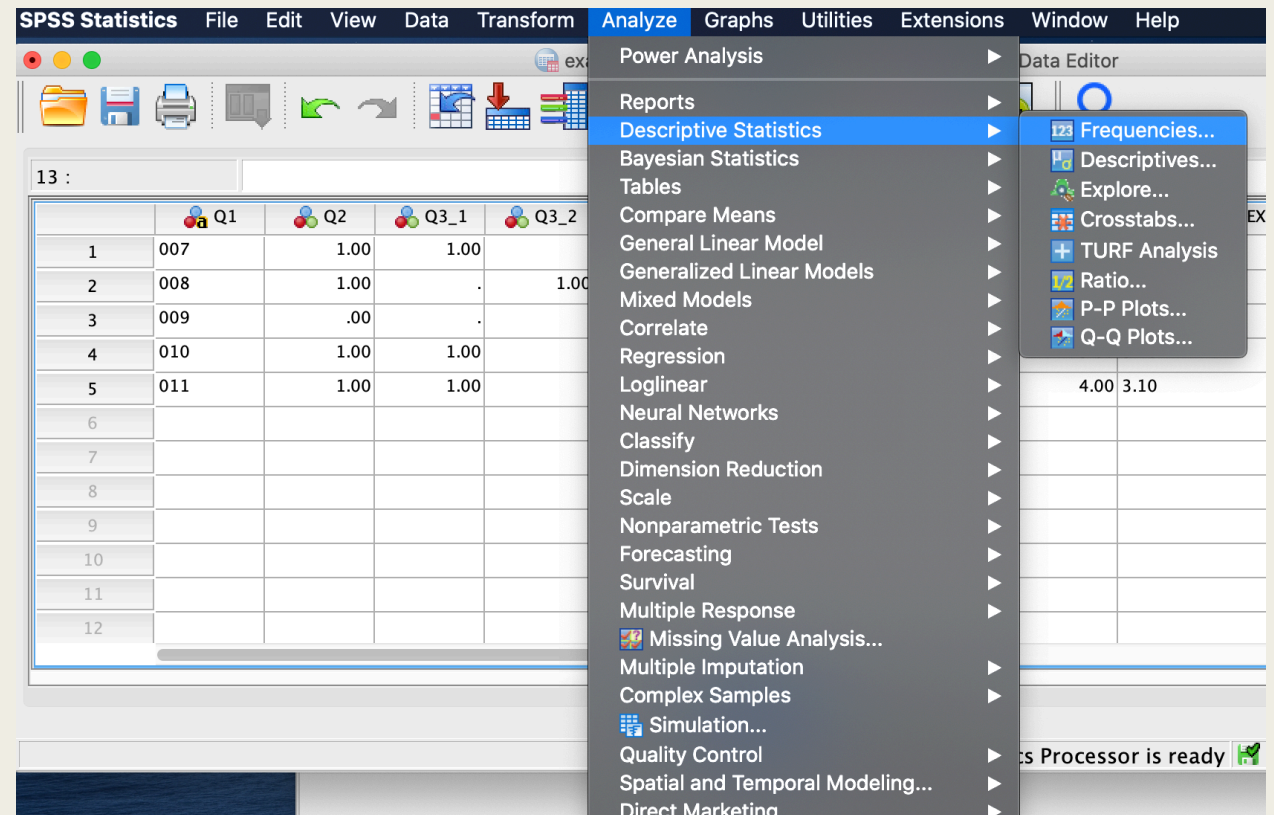 SPSS Statistics File Edit View Data Transform Analyze Graphs Utilities Extensions Window Help
Data Editor
13 :
Q1 Q2 Q3_1 Q3_2
1 007 1.00 1.00
2 008 1.00 . 1.00
3 009 .00 .
4 010 1.00 1.00
5 011 1.00 1.00 4.00 3.10
6
7
8
9
10
11
12
Power Analysis
Reports
Descriptive Statistics
Bayesian Statistics
Tables
Compare Means
General Linear Model
Generalized Linear Models
Mixed Models
Correlate
Regression
Loglinear
Neural Networks
Classify
Dimension Reduction
Scale
Nonparametric Tests
Forecasting
Survival
Multiple Response
Missing Value Analysis...
Multiple Imputation
Complex Samples
Simulation...
Quality Control
Spatial and Temporal Modeling...
Direct Marketing
123 Frequencies...
Descriptives...
Explore...
Crosstabs...
TURF Analysis
1/2 Ratio...
P-P Plots...
Q-Q Plots...
Processor is ready